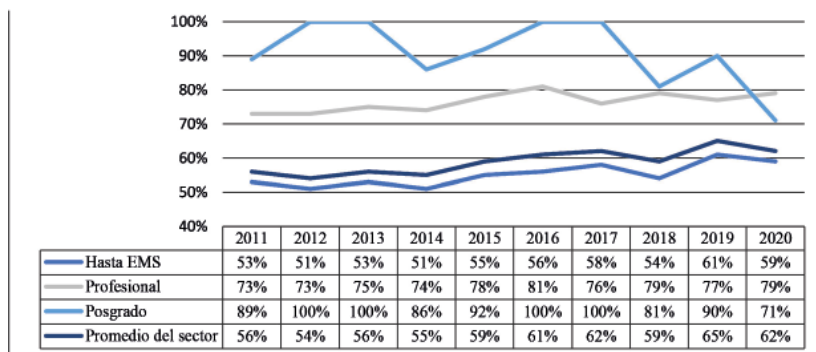 100%
90%
80%
70%
60%
50%
40%
2011 2012 2013 2014 2015 2016 2017 2018 2019 2020
Hasta EMS 53% 51% 53% 51% 55% 56% 58% 54% 61% 59%
Profesional 73% 73% 75% 74% 78% 81% 76% 79% 77% 79%
Posgrado 89% 100% 100% 86% 92% 100% 100% 81% 90% 71%
Promedio del sector 56% 54% 56% 55% 59% 61% 62% 59% 65% 62%